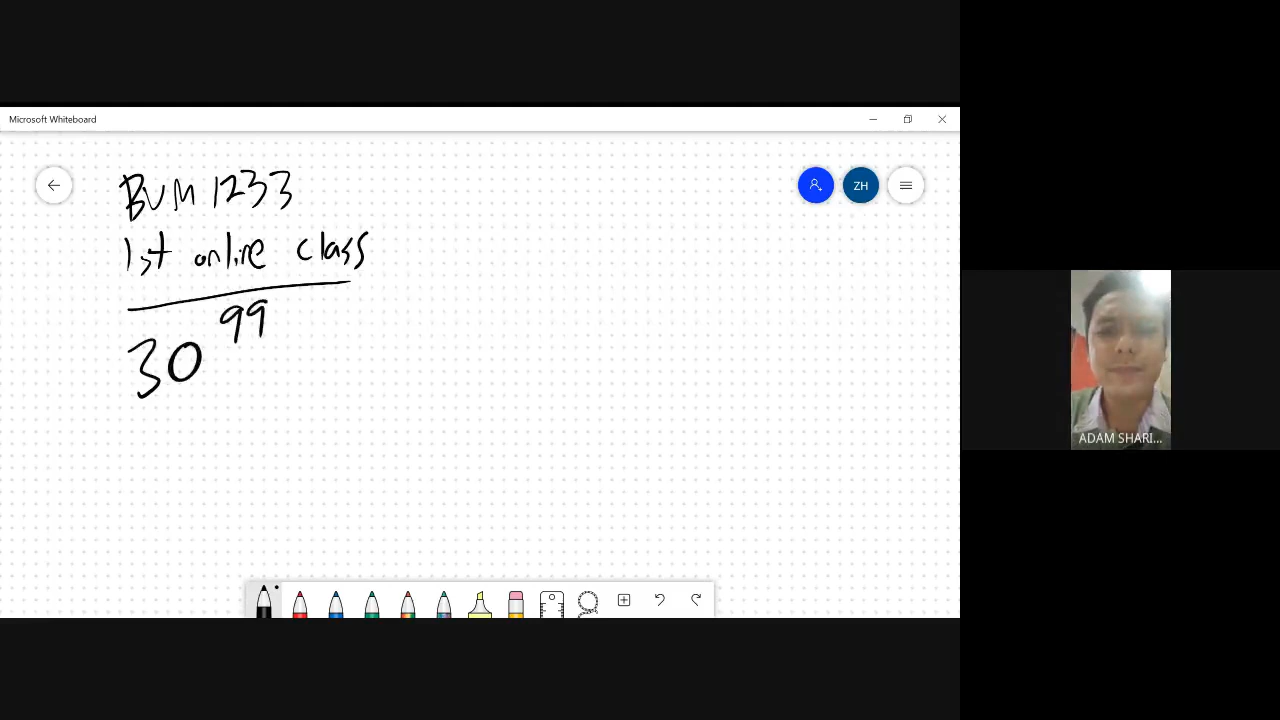 Microsoft Whiteboard
BUM 1233
ZH
1st online class
30 99
ADAM SHARI...